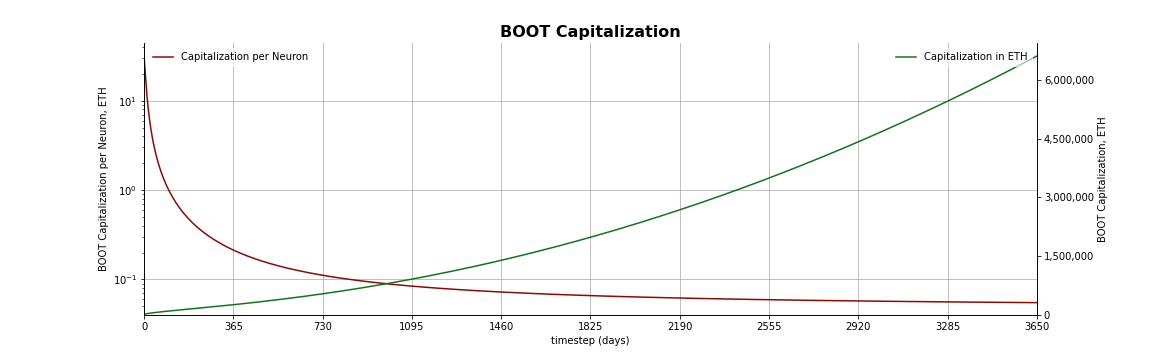 BOOT Capitalization
Capitalization per Neuron
Capitalization in ETH
BOOT Capitalization per Neuron, ETH
10¹
10⁰
10⁻¹
6,000,000
4,500,000
3,000,000
1,500,000
0
BOOT Capitalization, ETH
0 365 730 1095 1460 1825 2190 2555 2920 3285 3650
timestep (days)